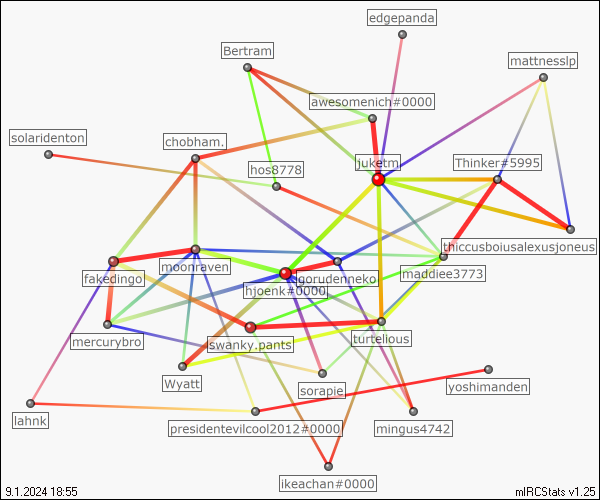 edgepanda
Bertram
mattnesslp
awesomenich#0000
solaridenton
chobham.
juketm
Thinker#5995
hos8778
thiccusboiusalexusjoneus
fakedingo
moonraven
gorudenneko
maddiee3773
hjoenk#0000
mercurybro
swanky.pants
turtelious
Wyatt
sorapie
yoshimanden
lahnk
presidentevilcool2012#0000
mingus4742
ikeachan#0000
9.1.2024 18:55
mIRCStats v1.25